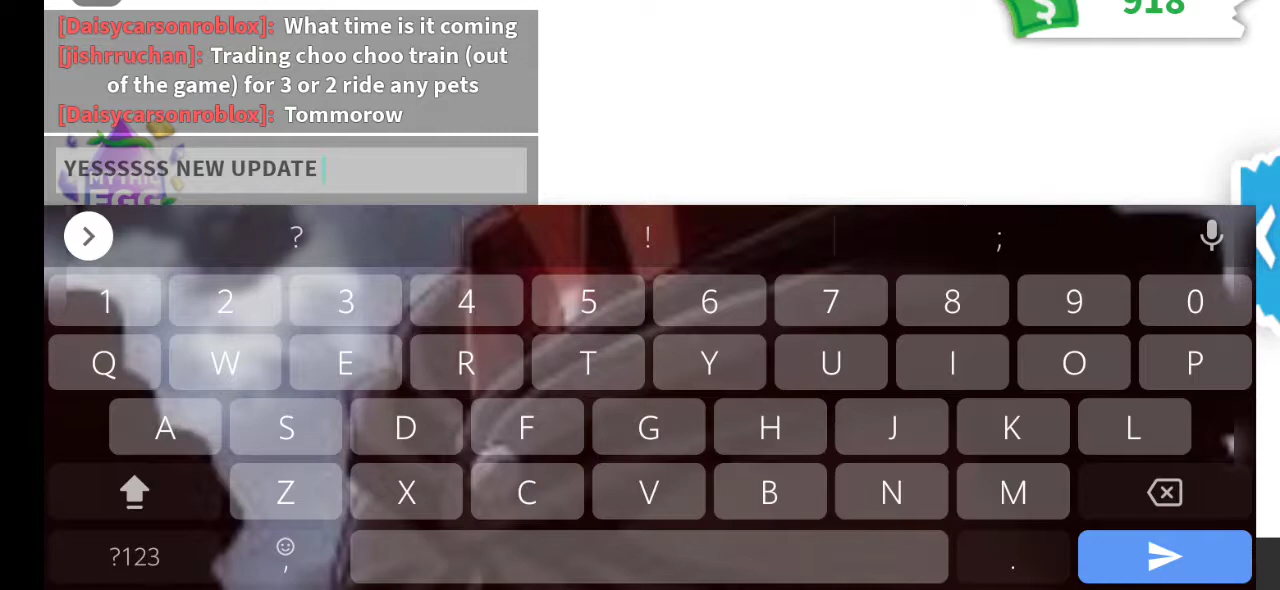 918
[Daisycarsonroblox]: What time is it coming
[jishrruchan]: Trading choo choo train (out
of the game) for 3 or 2 ride any pets
[Daisycarsonroblox]: Tommorow
YESSSSSS NEW UPDATE
MYTHIC
EGG
? ! ;
1 2 3 4 5 6 7 8 9 0
Q W E R T Y U I O P
A S D F G H J K L
Z X C V B N M
?123 , .